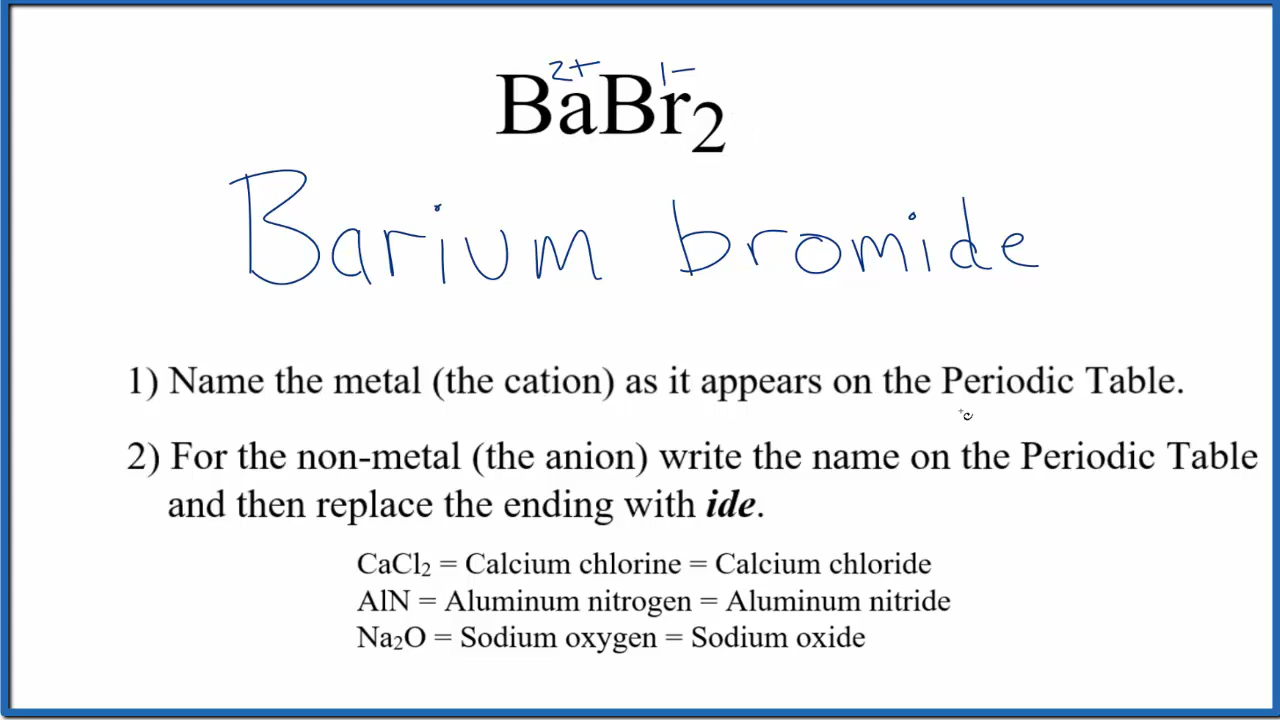 2+ 1-
BaBr₂
Barium bromide
1) Name the metal (the cation) as it appears on the Periodic Table.
2) For the non-metal (the anion) write the name on the Periodic Table
and then replace the ending with ide.
CaCl₂ = Calcium chlorine = Calcium chloride
AlN = Aluminum nitrogen = Aluminum nitride
Na₂O = Sodium oxygen = Sodium oxide